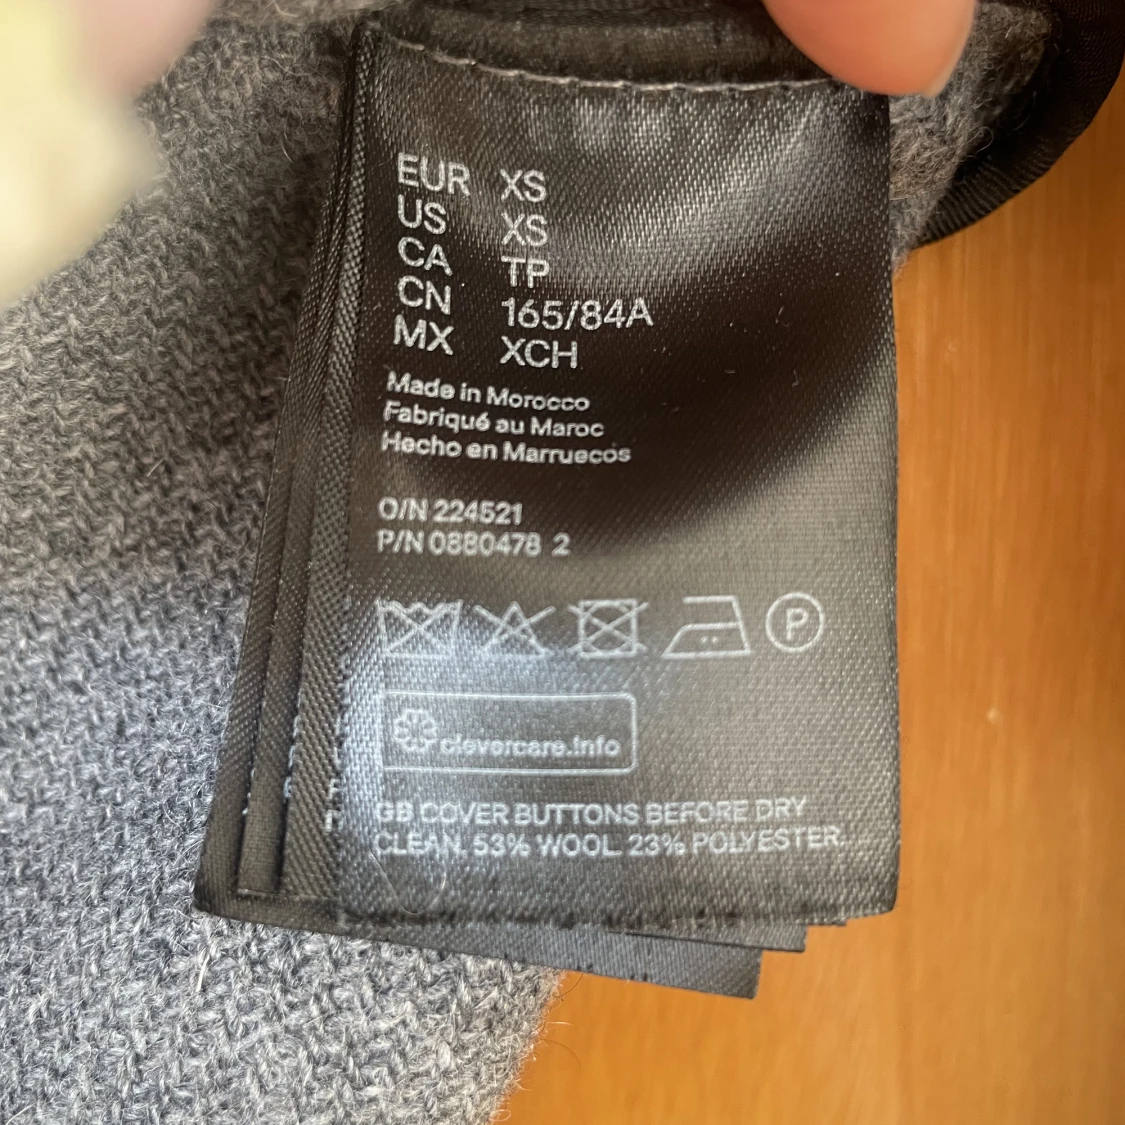 EUR XS
US XS
CA TP
CN 165/84A
MX XCH
Made in Morocco
Fabriqué au Maroc
Hecho en Marruecos
O/N 224521
P/N 0880478 2
P
clevercare.info
GB COVER BUTTONS BEFORE DRY
CLEAN. 53% WOOL 23% POLYESTER.